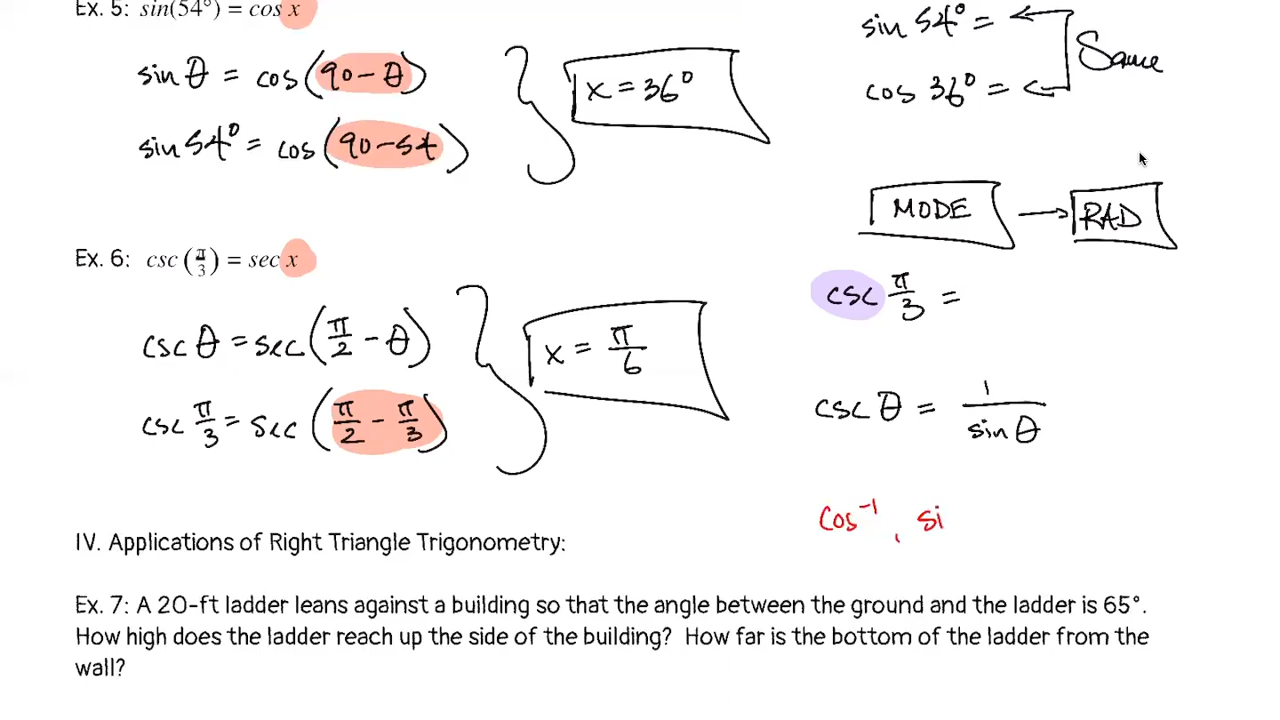 Ex. 5: sin(54°) = cos x
sin θ = cos (90 − θ)
sin 54° = cos (90 − 54)
x = 36°
sin 54° =
cos 36° =
Same
MODE → RAD
Ex. 6: csc (π/3) = sec x
csc θ = sec (π/2 − θ)
csc π/3 = sec (π/2 − π/3)
x = π/6
csc π/3 =
csc θ = 1/sin θ
cos⁻¹, si
IV. Applications of Right Triangle Trigonometry:
Ex. 7: A 20-ft ladder leans against a building so that the angle between the ground and the ladder is 65°.
How high does the ladder reach up the side of the building? How far is the bottom of the ladder from the
wall?